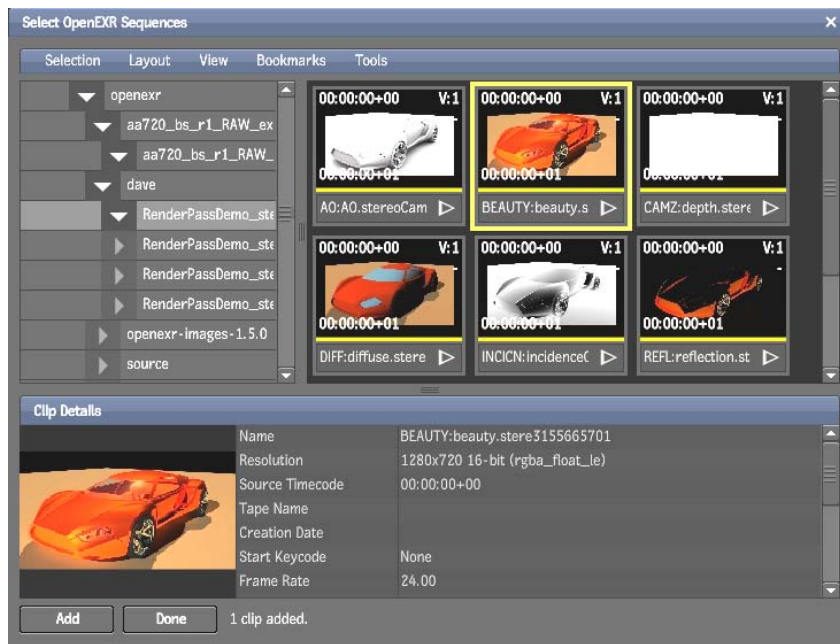 Select OpenEXR Sequences
Selection Layout View Bookmarks Tools
openexr
aa720_bs_r1_RAW_ex
aa720_bs_r1_RAW_
dave
RenderPassDemo_ste
RenderPassDemo_ste
RenderPassDemo_ste
RenderPassDemo_ste
openexr-images-1.5.0
source
00:00:00+00 V:1
00:00:00+01
AO:AO.stereoCam
00:00:00+00 V:1
00:00:00+01
BEAUTY:beauty.s
00:00:00+00 V:1
00:00:00+01
CAMZ:depth.stere
00:00:00+00 V:1
00:00:00+01
DIFF:diffuse.stere
00:00:00+00 V:1
00:00:00+01
INCICN:incidenceC
00:00:00+00 V:1
00:00:00+01
REFL:reflection.st
Clip Details
Name BEAUTY:beauty.stere3155665701
Resolution 1280x720 16-bit (rgba_float_le)
Source Timecode 00:00:00+00
Tape Name
Creation Date
Start Keycode None
Frame Rate 24.00
Add Done 1 clip added.